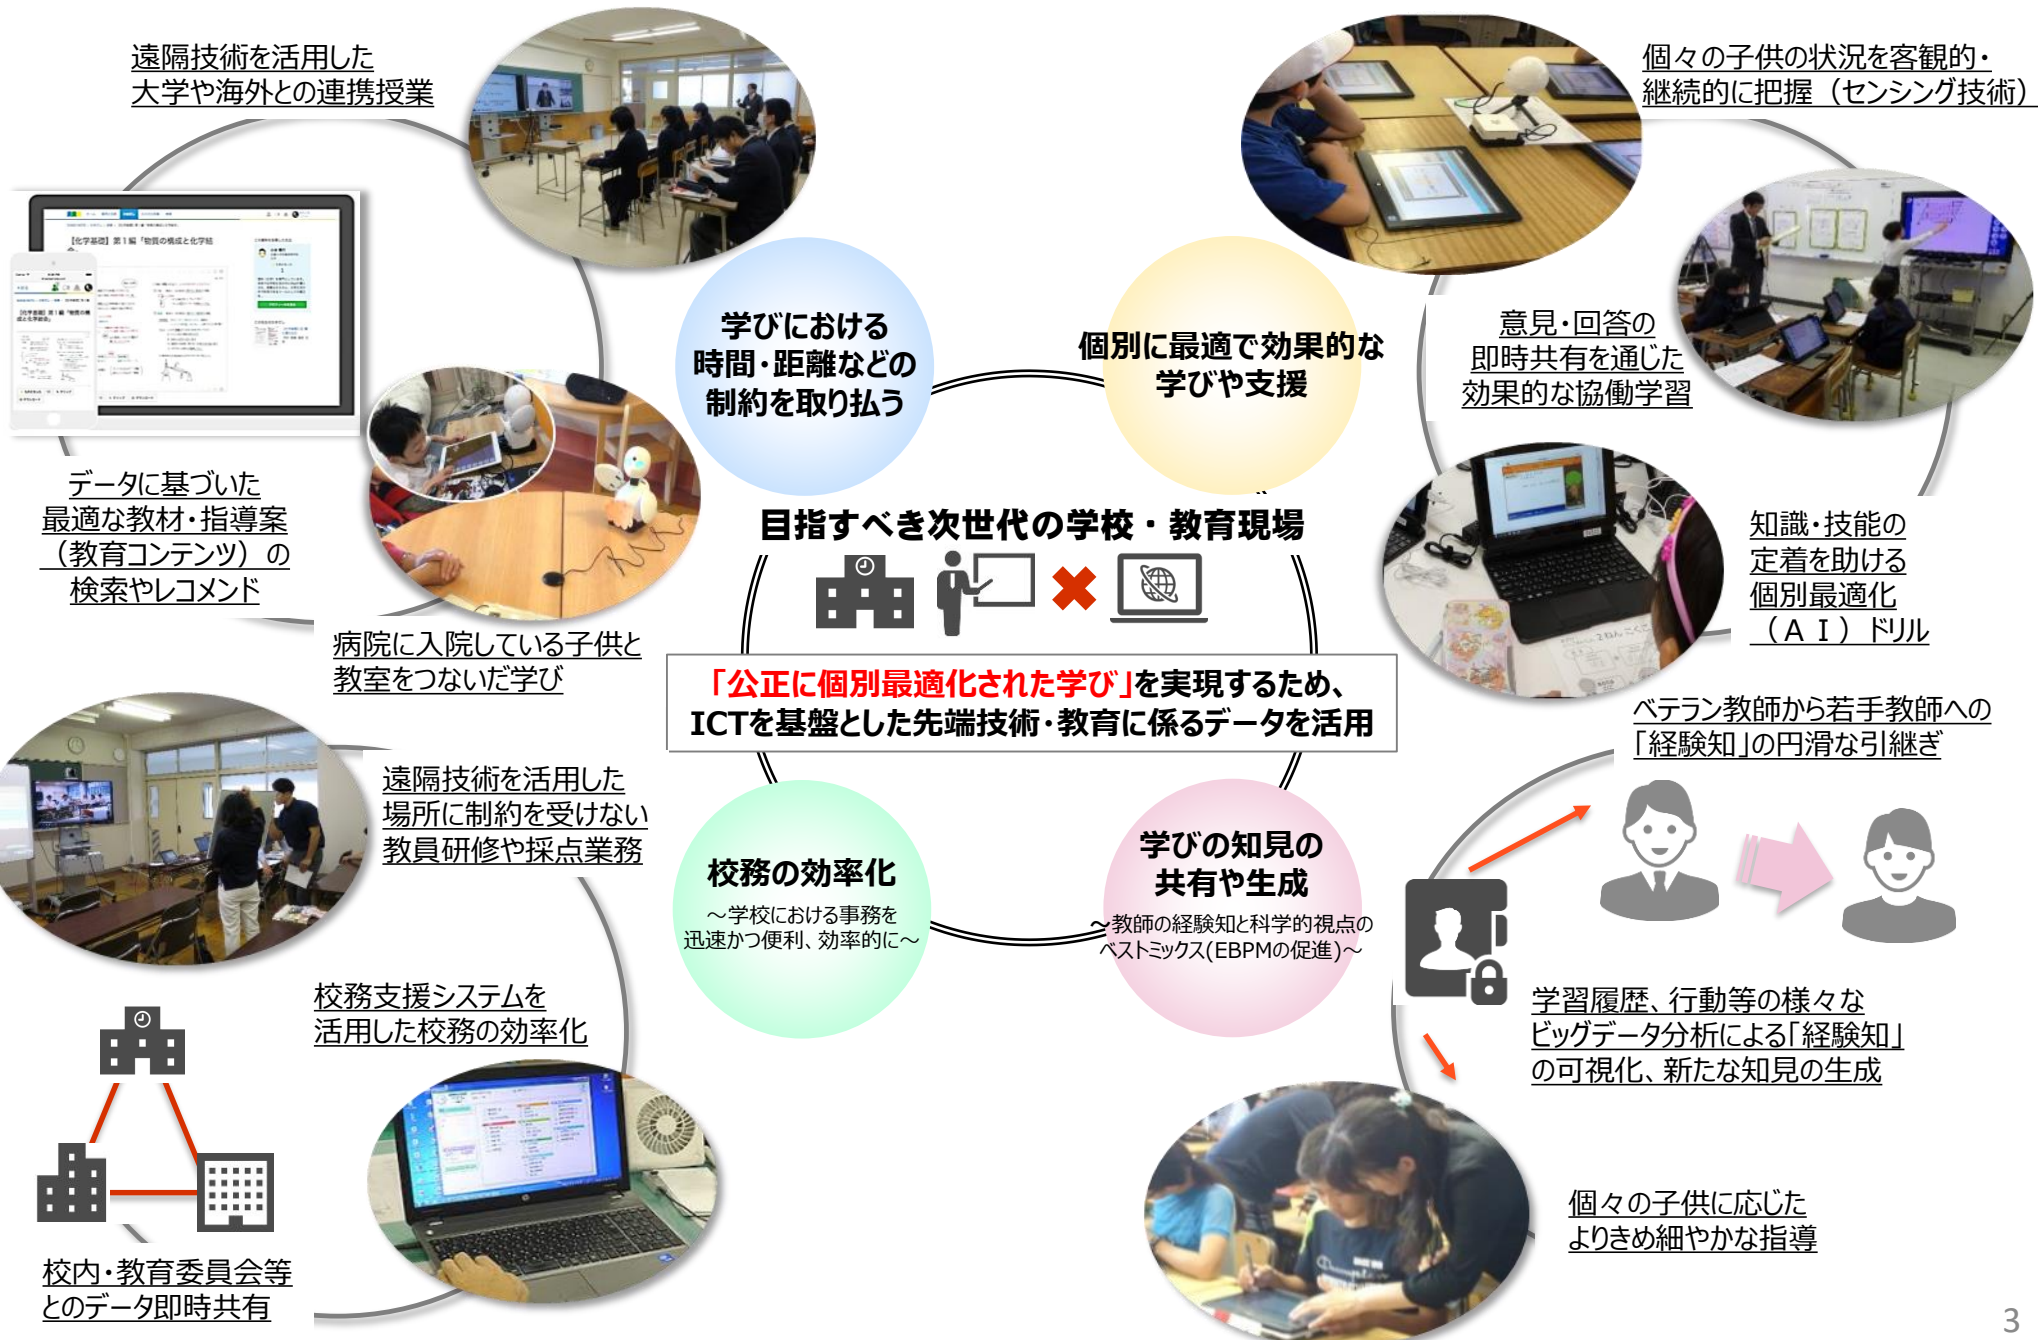 遠隔技術を活用した
大学や海外との連携授業
【化学基礎】第1編「物質の構成と化学結
データに基づいた
最適な教材・指導案
（教育コンテンツ）の
検索やレコメンド
病院に入院している子供と
教室をつないだ学び
学びにおける
時間・距離などの
制約を取り払う
個別に最適で効果的な
学びや支援
個々の子供の状況を客観的・
継続的に把握（センシング技術）
意見・回答の
即時共有を通じた
効果的な協働学習
知識・技能の
定着を助ける
個別最適化
（ＡＩ）ドリル
目指すべき次世代の学校・教育現場
「公正に個別最適化された学び」を実現するため、
ICTを基盤とした先端技術・教育に係るデータを活用
遠隔技術を活用した
場所に制約を受けない
教員研修や採点業務
校務支援システムを
活用した校務の効率化
校内・教育委員会等
とのデータ即時共有
校務の効率化
～学校における事務を
迅速かつ便利、効率的に～
学びの知見の
共有や生成
～教師の経験知と科学的視点の
ベストミックス(EBPMの促進)～
ベテラン教師から若手教師への
「経験知」の円滑な引継ぎ
学習履歴、行動等の様々な
ビッグデータ分析による「経験知」
の可視化、新たな知見の生成
個々の子供に応じた
よりきめ細やかな指導
3